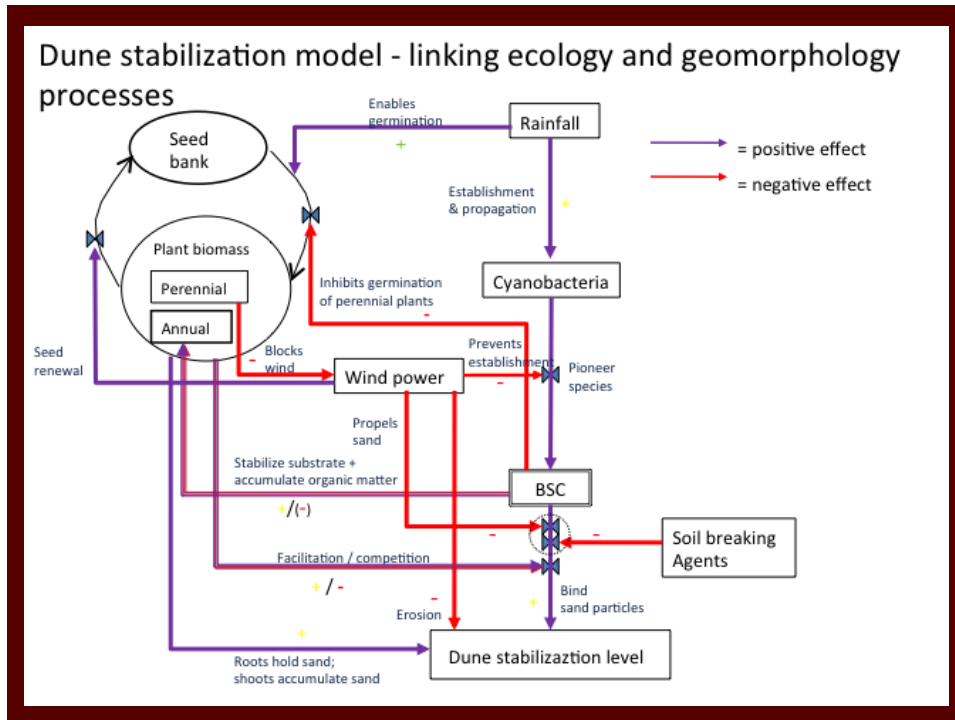 Dune stabilization model - linking ecology and geomorphology
processes
Enables
germination
+
Rainfall
Seed
bank
= positive effect
= negative effect
Establishment
& propagation
+
Plant biomass
Perennial
Annual
Inhibits germination
of perennial plants
-
Cyanobacteria
Seed
renewal
-
Blocks
wind
Wind power
Prevents
establishment
-
Pioneer
species
Propels
sand
Stabilize substrate +
accumulate organic matter
+/(-)
BSC
-
-
Soil breaking
Agents
Facilitation / competition
+ / -
-
Erosion
+
Bind
sand particles
+
Roots hold sand;
shoots accumulate sand
Dune stabilizaztion level